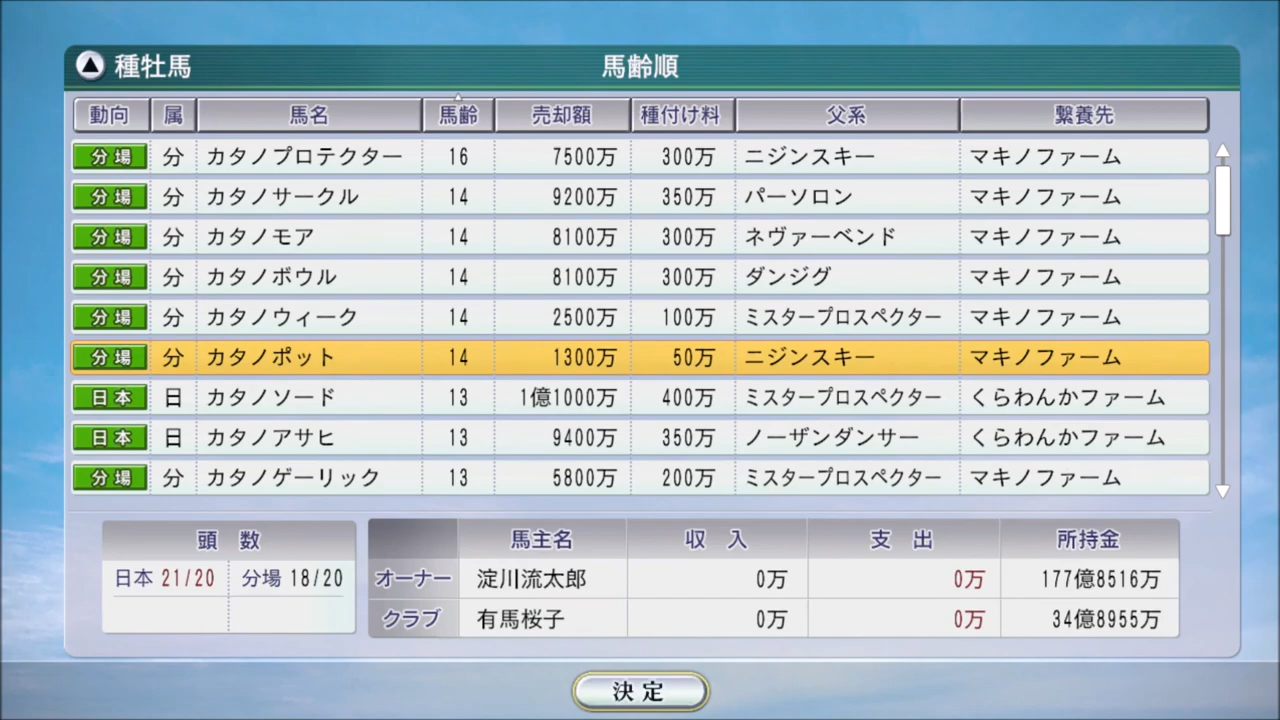 種牡馬 馬齢順
動向 属 馬名 馬齢 売却額 種付け料 父系 繋養先
分場 分 カタノプロテクター 16 7500万 300万 ニジンスキー マキノファーム
分場 分 カタノサークル 14 9200万 350万 パーソロン マキノファーム
分場 分 カタノモア 14 8100万 300万 ネヴァーベンド マキノファーム
分場 分 カタノボウル 14 8100万 300万 ダンジグ マキノファーム
分場 分 カタノウィーク 14 2500万 100万 ミスタープロスペクター マキノファーム
分場 分 カタノポット 14 1300万 50万 ニジンスキー マキノファーム
日本 日 カタノソード 13 1億1000万 400万 ミスタープロスペクター くらわんかファーム
日本 日 カタノアサヒ 13 9400万 350万 ノーザンダンサー くらわんかファーム
分場 分 カタノゲーリック 13 5800万 200万 ミスタープロスペクター マキノファーム
頭数
日本 21/20 分場 18/20
馬主名 収入 支出 所持金
オーナー 淀川流太郎 0万 0万 177億8516万
クラブ 有馬桜子 0万 0万 34億8955万
決定